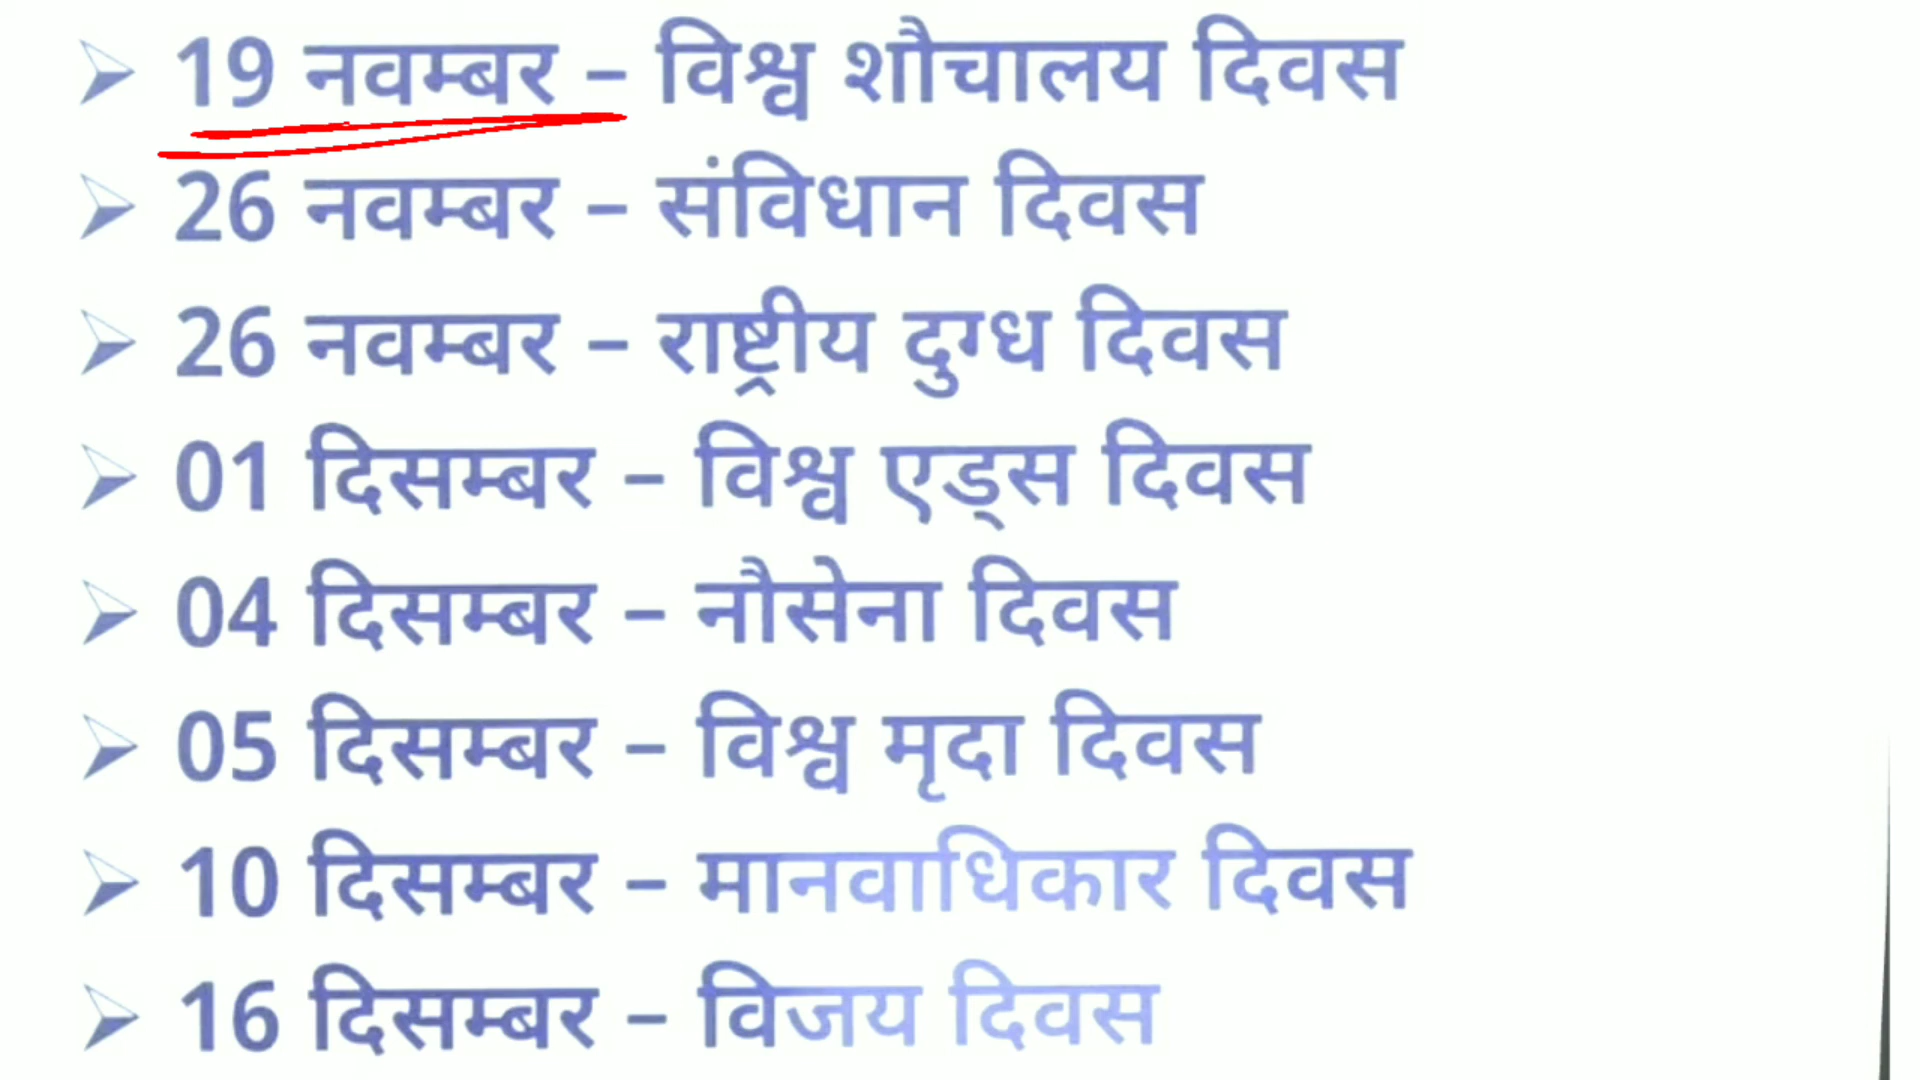 ➢ 19 नवम्बर – विश्व शौचालय दिवस
➢ 26 नवम्बर – संविधान दिवस
➢ 26 नवम्बर – राष्ट्रीय दुग्ध दिवस
➢ 01 दिसम्बर – विश्व एड्स दिवस
➢ 04 दिसम्बर – नौसेना दिवस
➢ 05 दिसम्बर – विश्व मृदा दिवस
➢ 10 दिसम्बर – मानवाधिकार दिवस
➢ 16 दिसम्बर – विजय दिवस